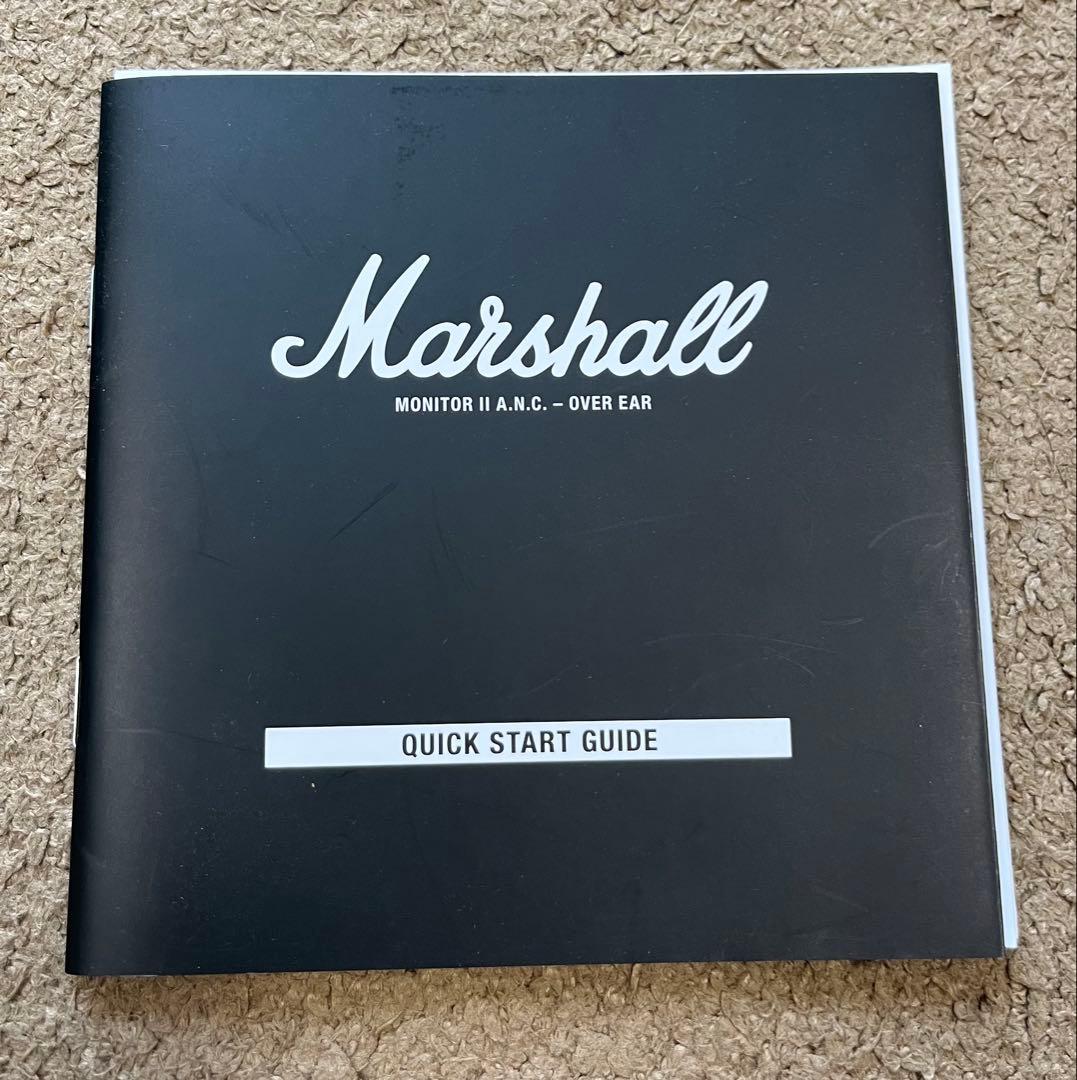 Marshall
MONITOR II A.N.C. – OVER EAR
QUICK START GUIDE